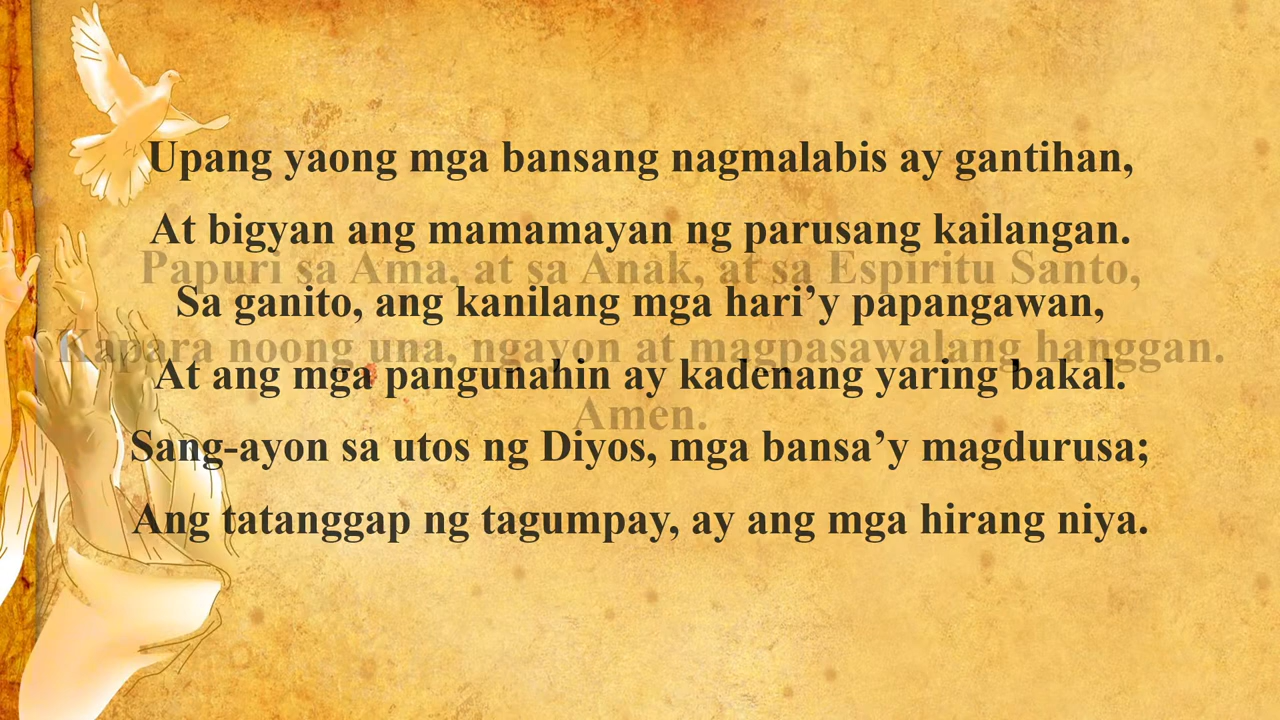 Upang yaong mga bansang nagmalabis ay gantihan,
At bigyan ang mamamayan ng parusang kailangan.
Papuri sa Ama, at sa Anak, at sa Espiritu Santo,
Sa ganito, ang kanilang mga hari’y papangawan,
Kapara noong una, ngayon at magpasawalang hanggan.
At ang mga pangunahin ay kadenang yaring bakal.
Amen.
Sang-ayon sa utos ng Diyos, mga bansa’y magdurusa;
Ang tatanggap ng tagumpay, ay ang mga hirang niya.